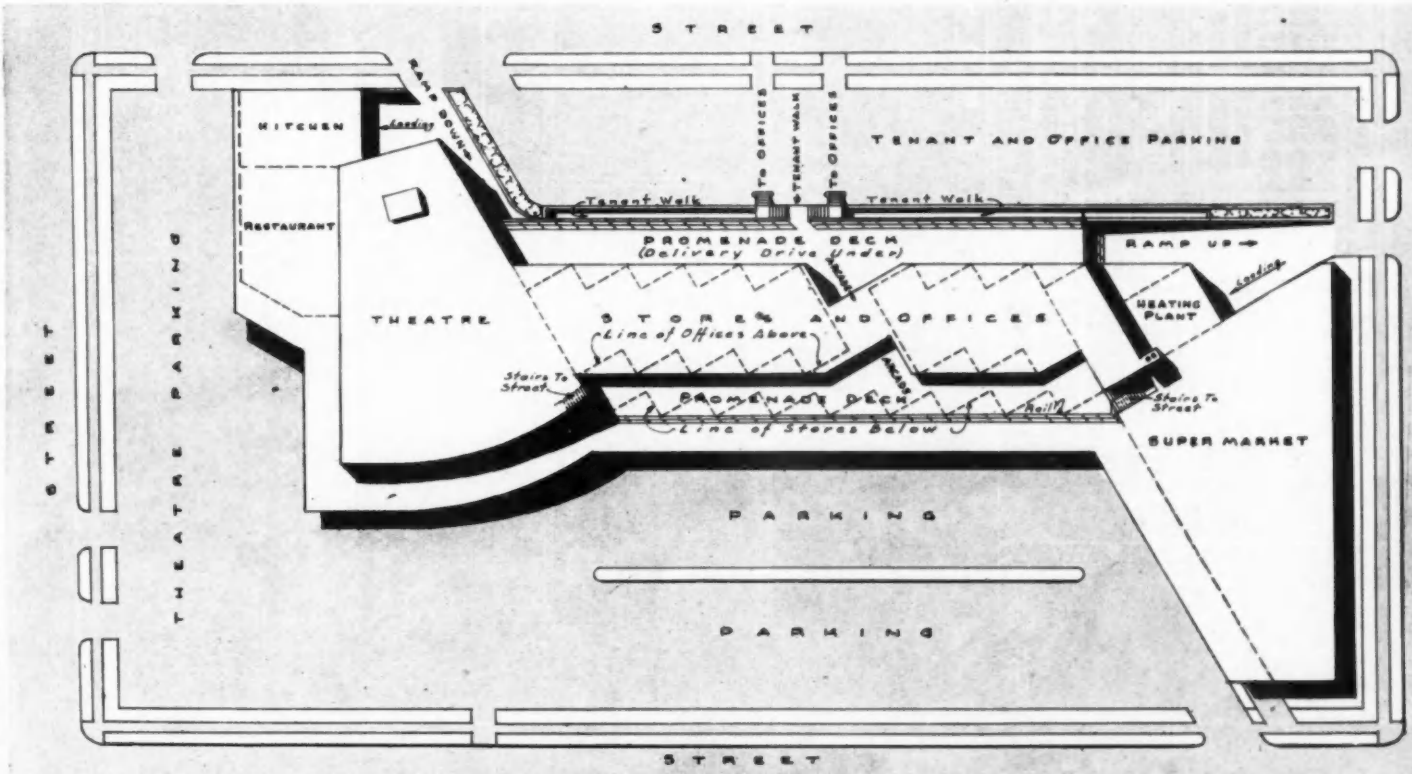 STREET
RAMP DOWN
TO OFFICES
TENANT WALK
TO OFFICES
KITCHEN
Loading
TENANT AND OFFICE PARKING
Tenant Walk
Tenant Walk
RESTAURANT
PROMENADE DECK
(Delivery Drive Under)
RAMP UP
Loading
ARCADE
HEATING
PLANT
THEATRE
STORES AND OFFICES
Line of Offices Above
Stairs To
Street
ARCADE
PROMENADE DECK
Rail
Stairs To
Street
Line of Stores Below
SUPER MARKET
STREET
THEATRE PARKING
PARKING
PARKING
STREET